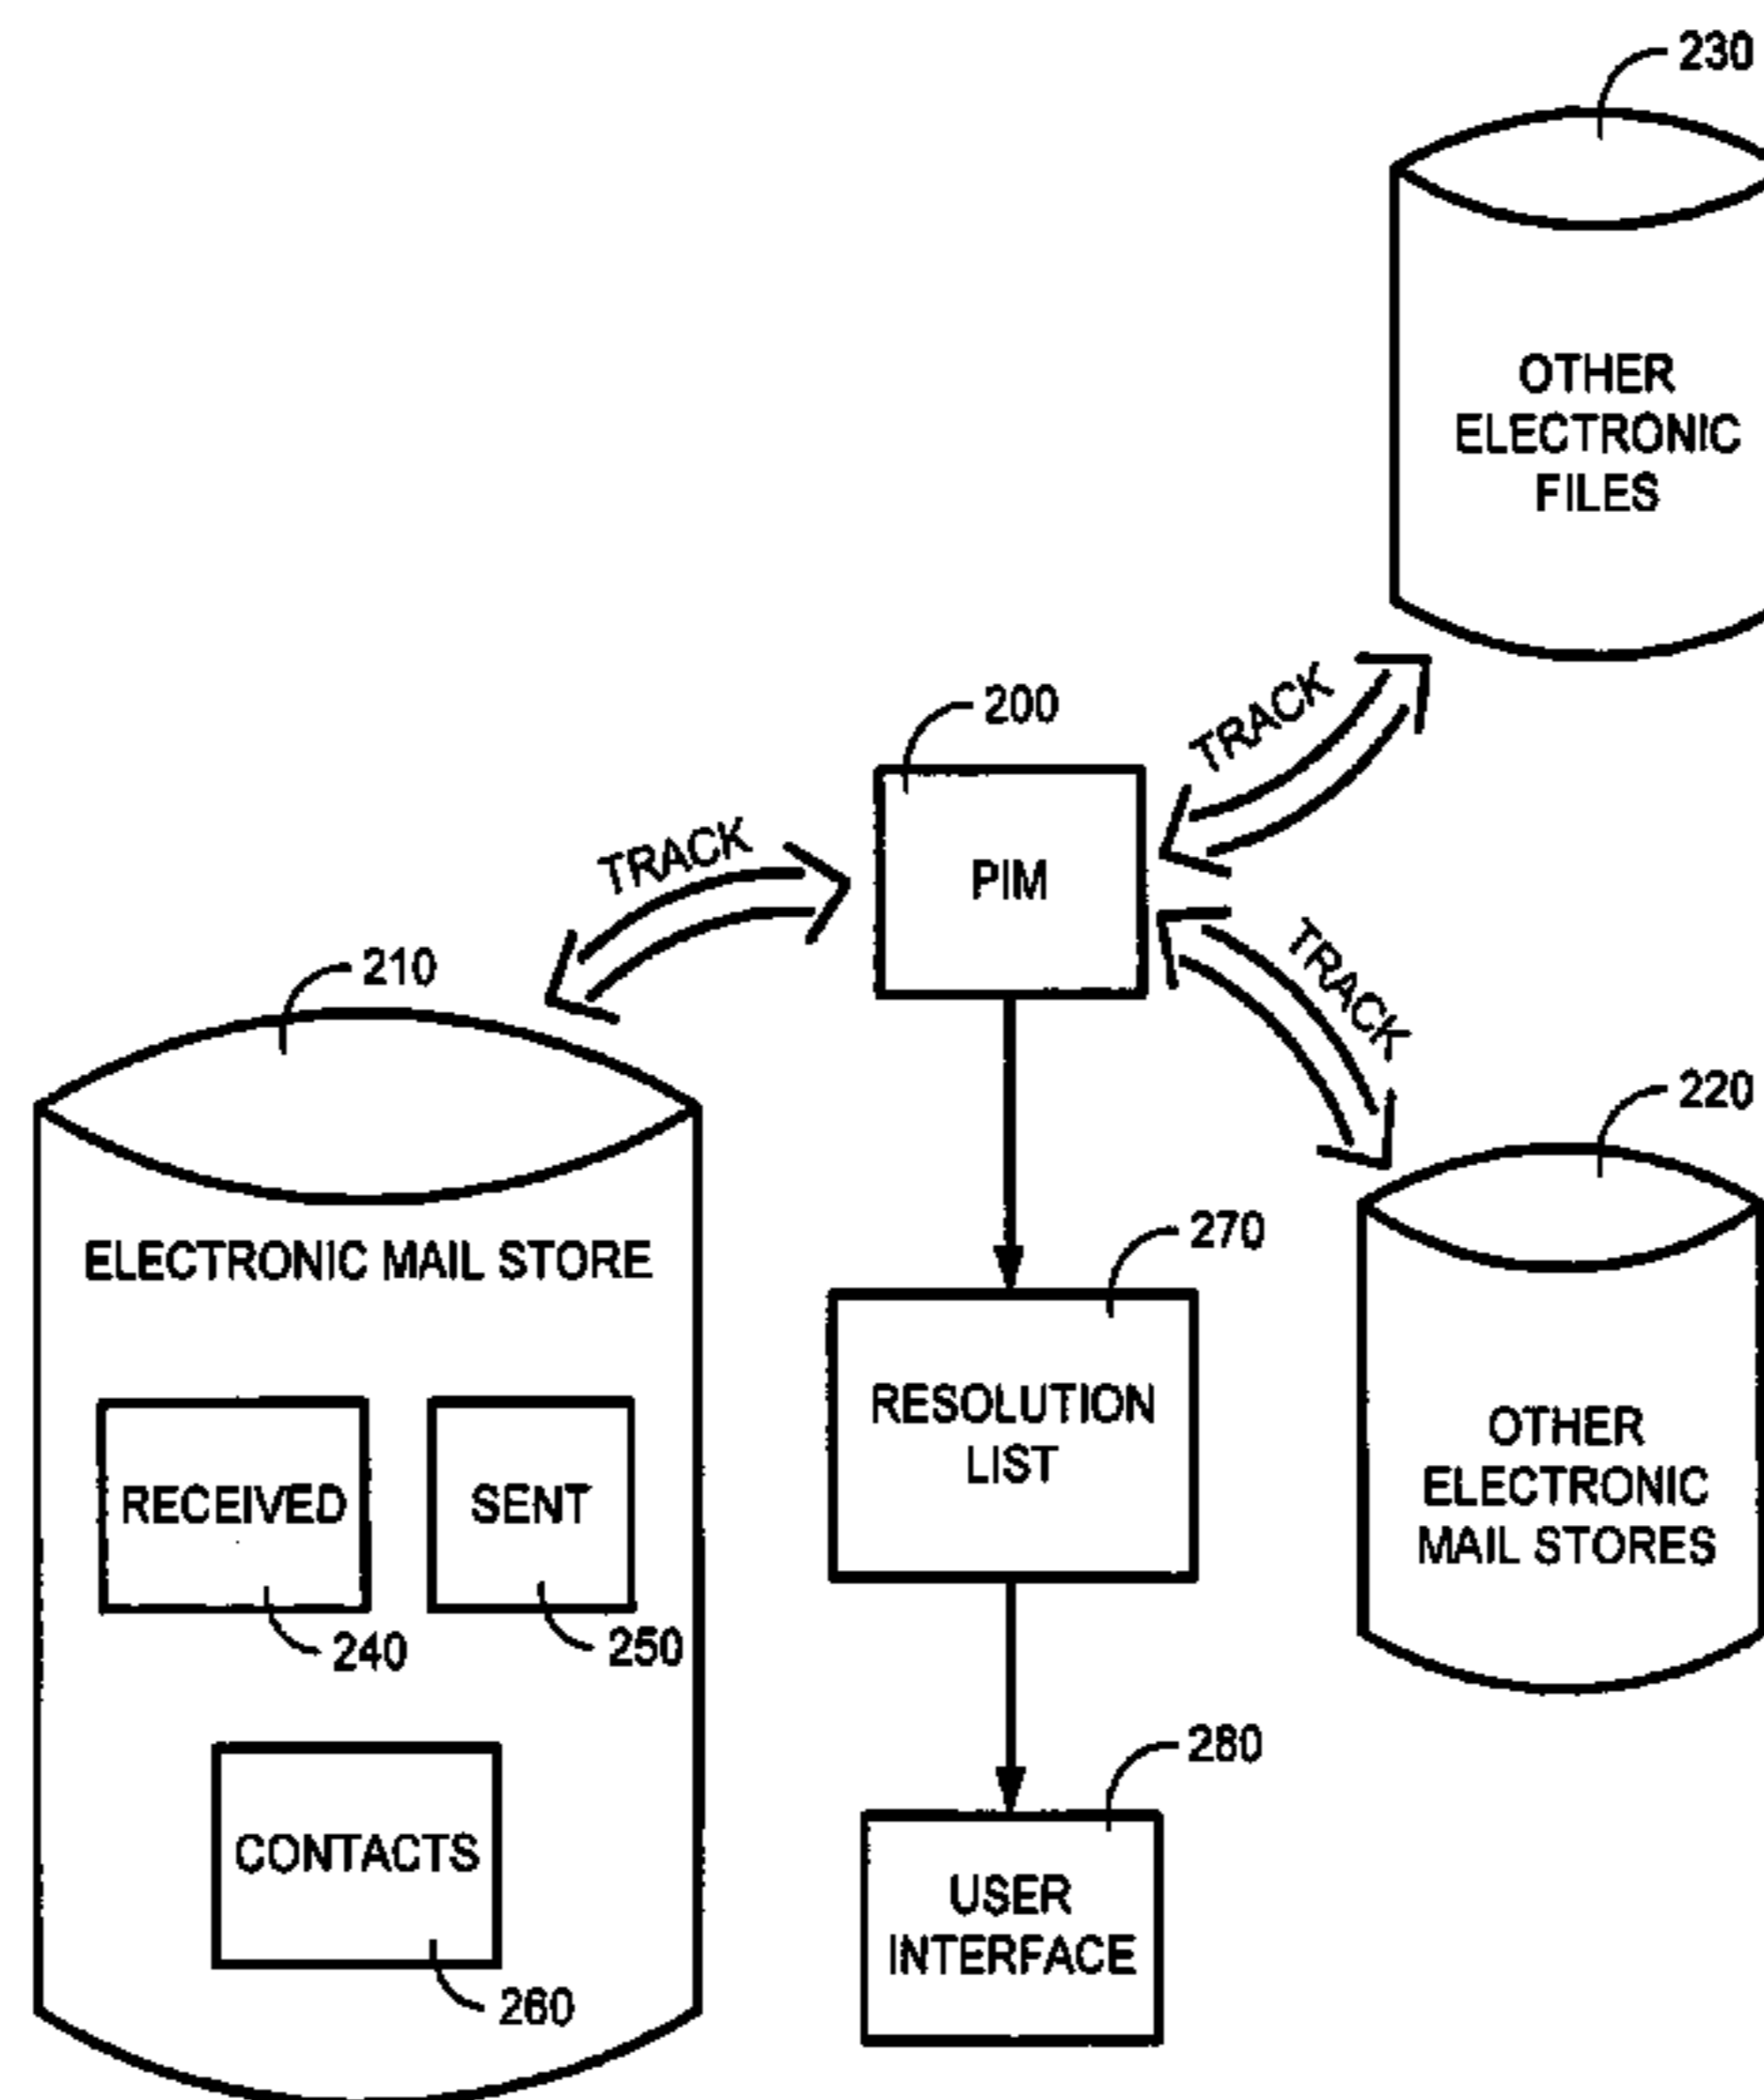 230
OTHER
ELECTRONIC
FILES
200
TRACK
PIM
TRACK
TRACK
210
220
ELECTRONIC MAIL STORE
270
RESOLUTION
LIST
OTHER
ELECTRONIC
MAIL STORES
RECEIVED
SENT
240
250
280
CONTACTS
USER
INTERFACE
260